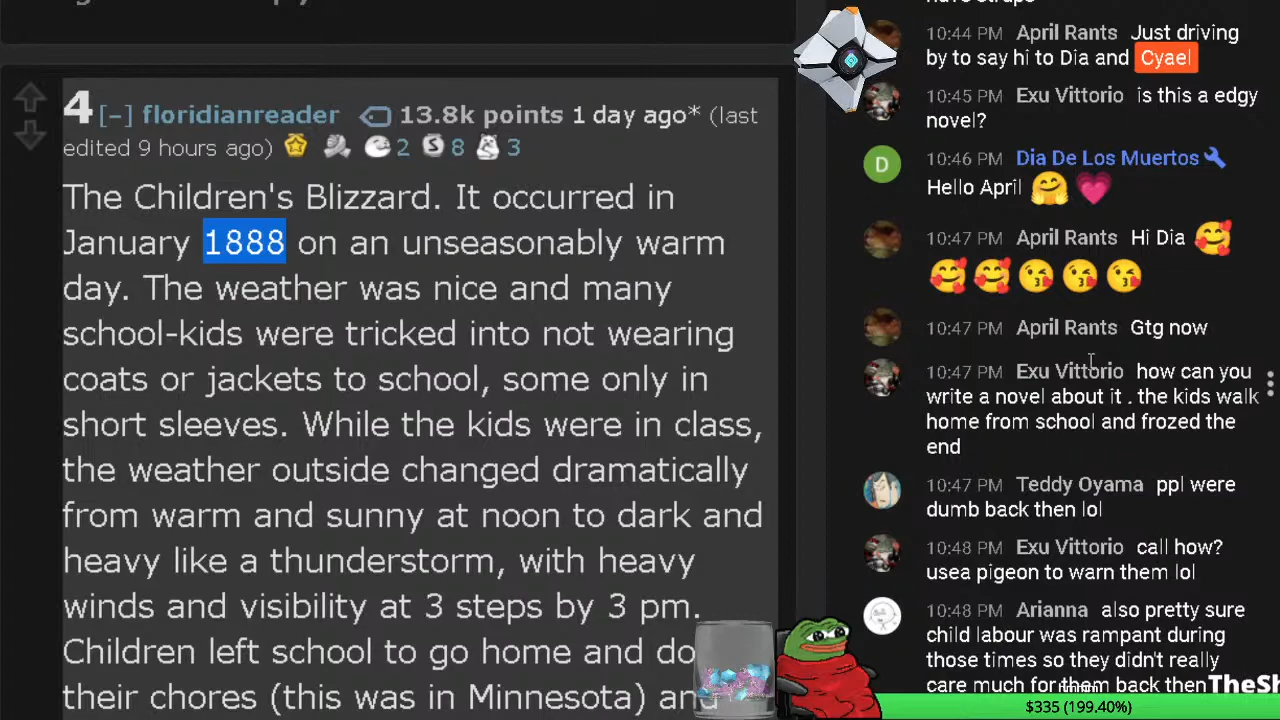 4 [–] floridianreader 13.8k points 1 day ago* (last
edited 9 hours ago) 2 8 3
The Children's Blizzard. It occurred in
January 1888 on an unseasonably warm
day. The weather was nice and many
school-kids were tricked into not wearing
coats or jackets to school, some only in
short sleeves. While the kids were in class,
the weather outside changed dramatically
from warm and sunny at noon to dark and
heavy like a thunderstorm, with heavy
winds and visibility at 3 steps by 3 pm.
Children left school to go home and do
their chores (this was in Minnesota) and
10:44 PM April Rants Just driving
by to say hi to Dia and Cyael
10:45 PM Exu Vittorio is this a edgy
novel?
D
10:46 PM Dia De Los Muertos
Hello April
10:47 PM April Rants Hi Dia
10:47 PM April Rants Gtg now
10:47 PM Exu Vittorio how can you
write a novel about it . the kids walk
home from school and frozed the
end
10:47 PM Teddy Oyama ppl were
dumb back then lol
10:48 PM Exu Vittorio call how?
usea pigeon to warn them lol
10:48 PM Arianna also pretty sure
child labour was rampant during
those times so they didn't really
care much for them back then
TheSh
$335 (199.40%)